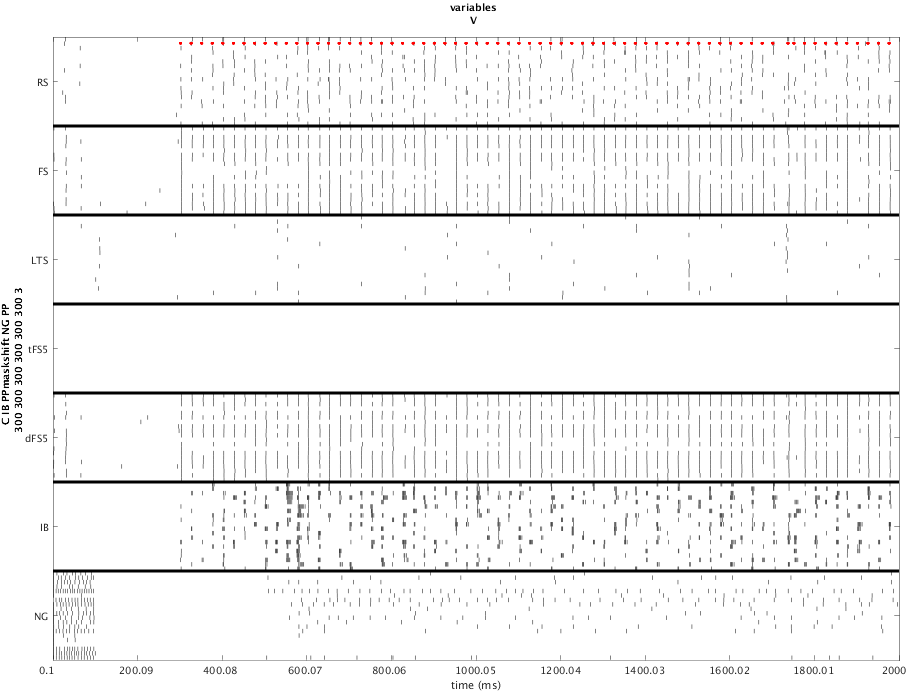 variables
V
RS
FS
LTS
tFS5
dFS5
IB
NG
C IB PPmaskshift NG PP
300 300 300 300 300 3
0.1 200.09 400.08 600.07 800.06 1000.05 1200.04 1400.03 1600.02 1800.01 2000
time (ms)